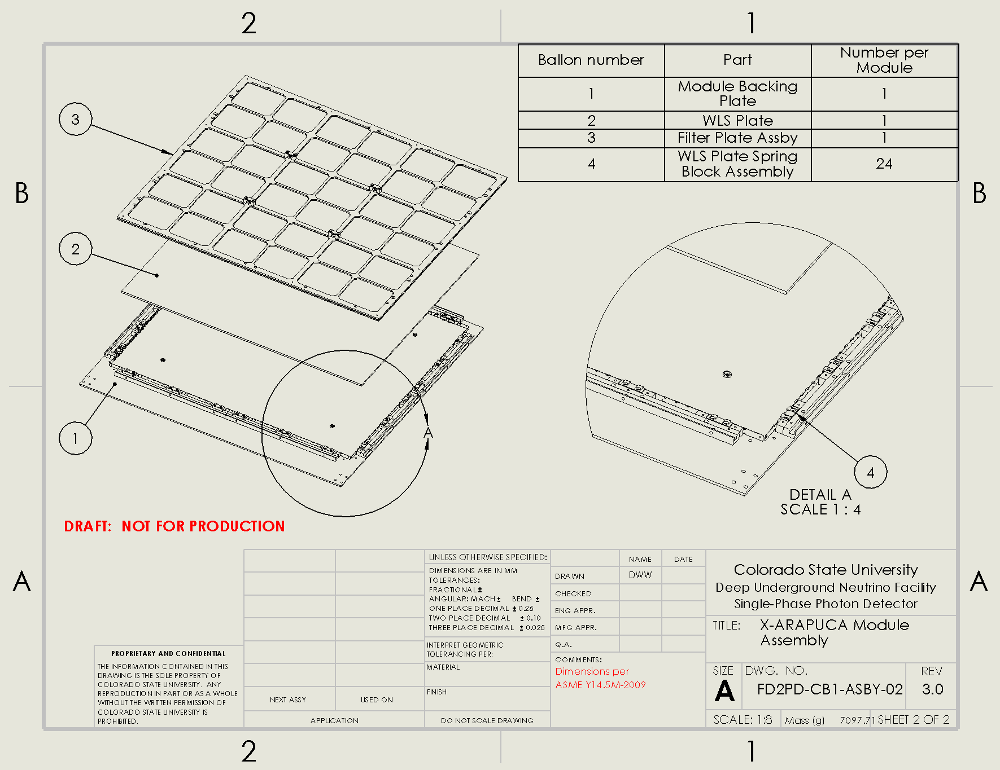 2 1
Ballon number Part Number per
Module
1 Module Backing
Plate 1
2 WLS Plate 1
3 Filter Plate Assby 1
4 WLS Plate Spring
Block Assembly 24
3
B B
2
1
A
4
DETAIL A
SCALE 1 : 4
DRAFT: NOT FOR PRODUCTION
A A
UNLESS OTHERWISE SPECIFIED:
DIMENSIONS ARE IN MM
TOLERANCES:
FRACTIONAL ±
ANGULAR: MACH ± BEND ±
ONE PLACE DECIMAL ± 0.25
TWO PLACE DECIMAL ± 0.10
THREE PLACE DECIMAL ± 0.025
INTERPRET GEOMETRIC
TOLERANCING PER:
MATERIAL
FINISH
DO NOT SCALE DRAWING
NAME DATE
DRAWN DWW
CHECKED
ENG APPR.
MFG APPR.
Q.A.
COMMENTS:
Dimensions per
ASME Y14.5M-2009
Colorado State University
Deep Underground Neutrino Facility
Single-Phase Photon Detector
TITLE: X-ARAPUCA Module
Assembly
SIZE DWG. NO. REV
A FD2PD-CB1-ASBY-02 3.0
SCALE: 1:8 Mass (g) 7097.71 SHEET 2 OF 2
PROPRIETARY AND CONFIDENTIAL
THE INFORMATION CONTAINED IN THIS
DRAWING IS THE SOLE PROPERTY OF
COLORADO STATE UNIVERSITY. ANY
REPRODUCTION IN PART OR AS A WHOLE
WITHOUT THE WRITTEN PERMISSION OF
COLORADO STATE UNIVERSITY IS
PROHIBITED.
NEXT ASSY USED ON
APPLICATION
2 1